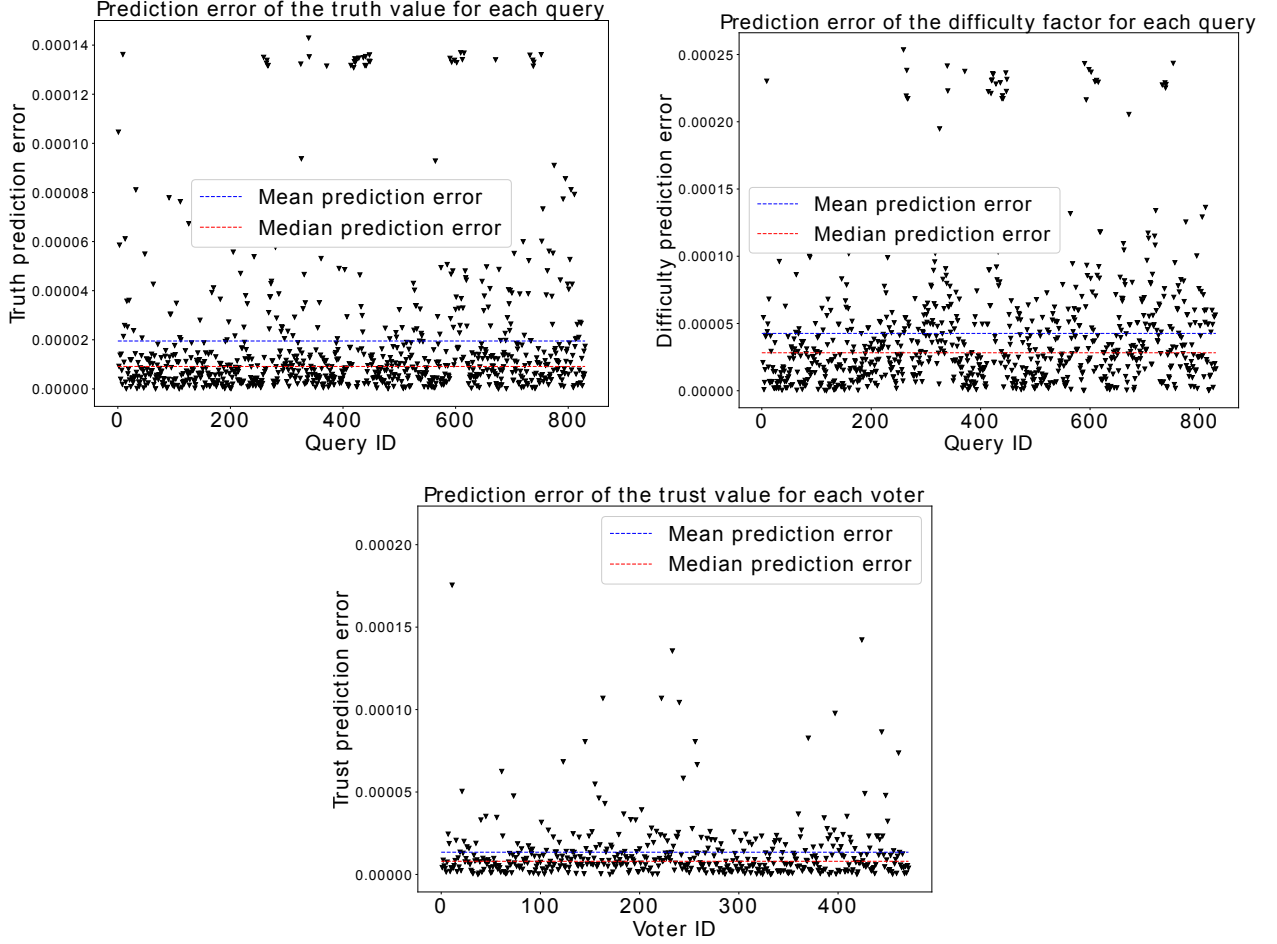 Prediction error of the truth value for each query
Truth prediction error
0.00014
0.00012
0.00010
0.00008
0.00006
0.00004
0.00002
0.00000
Mean prediction error
Median prediction error
0 200 400 600 800
Query ID
Prediction error of the difficulty factor for each query
Difficulty prediction error
0.00025
0.00020
0.00015
0.00010
0.00005
0.00000
Mean prediction error
Median prediction error
0 200 400 600 800
Query ID
Prediction error of the trust value for each voter
Trust prediction error
0.00020
0.00015
0.00010
0.00005
0.00000
Mean prediction error
Median prediction error
0 100 200 300 400
Voter ID